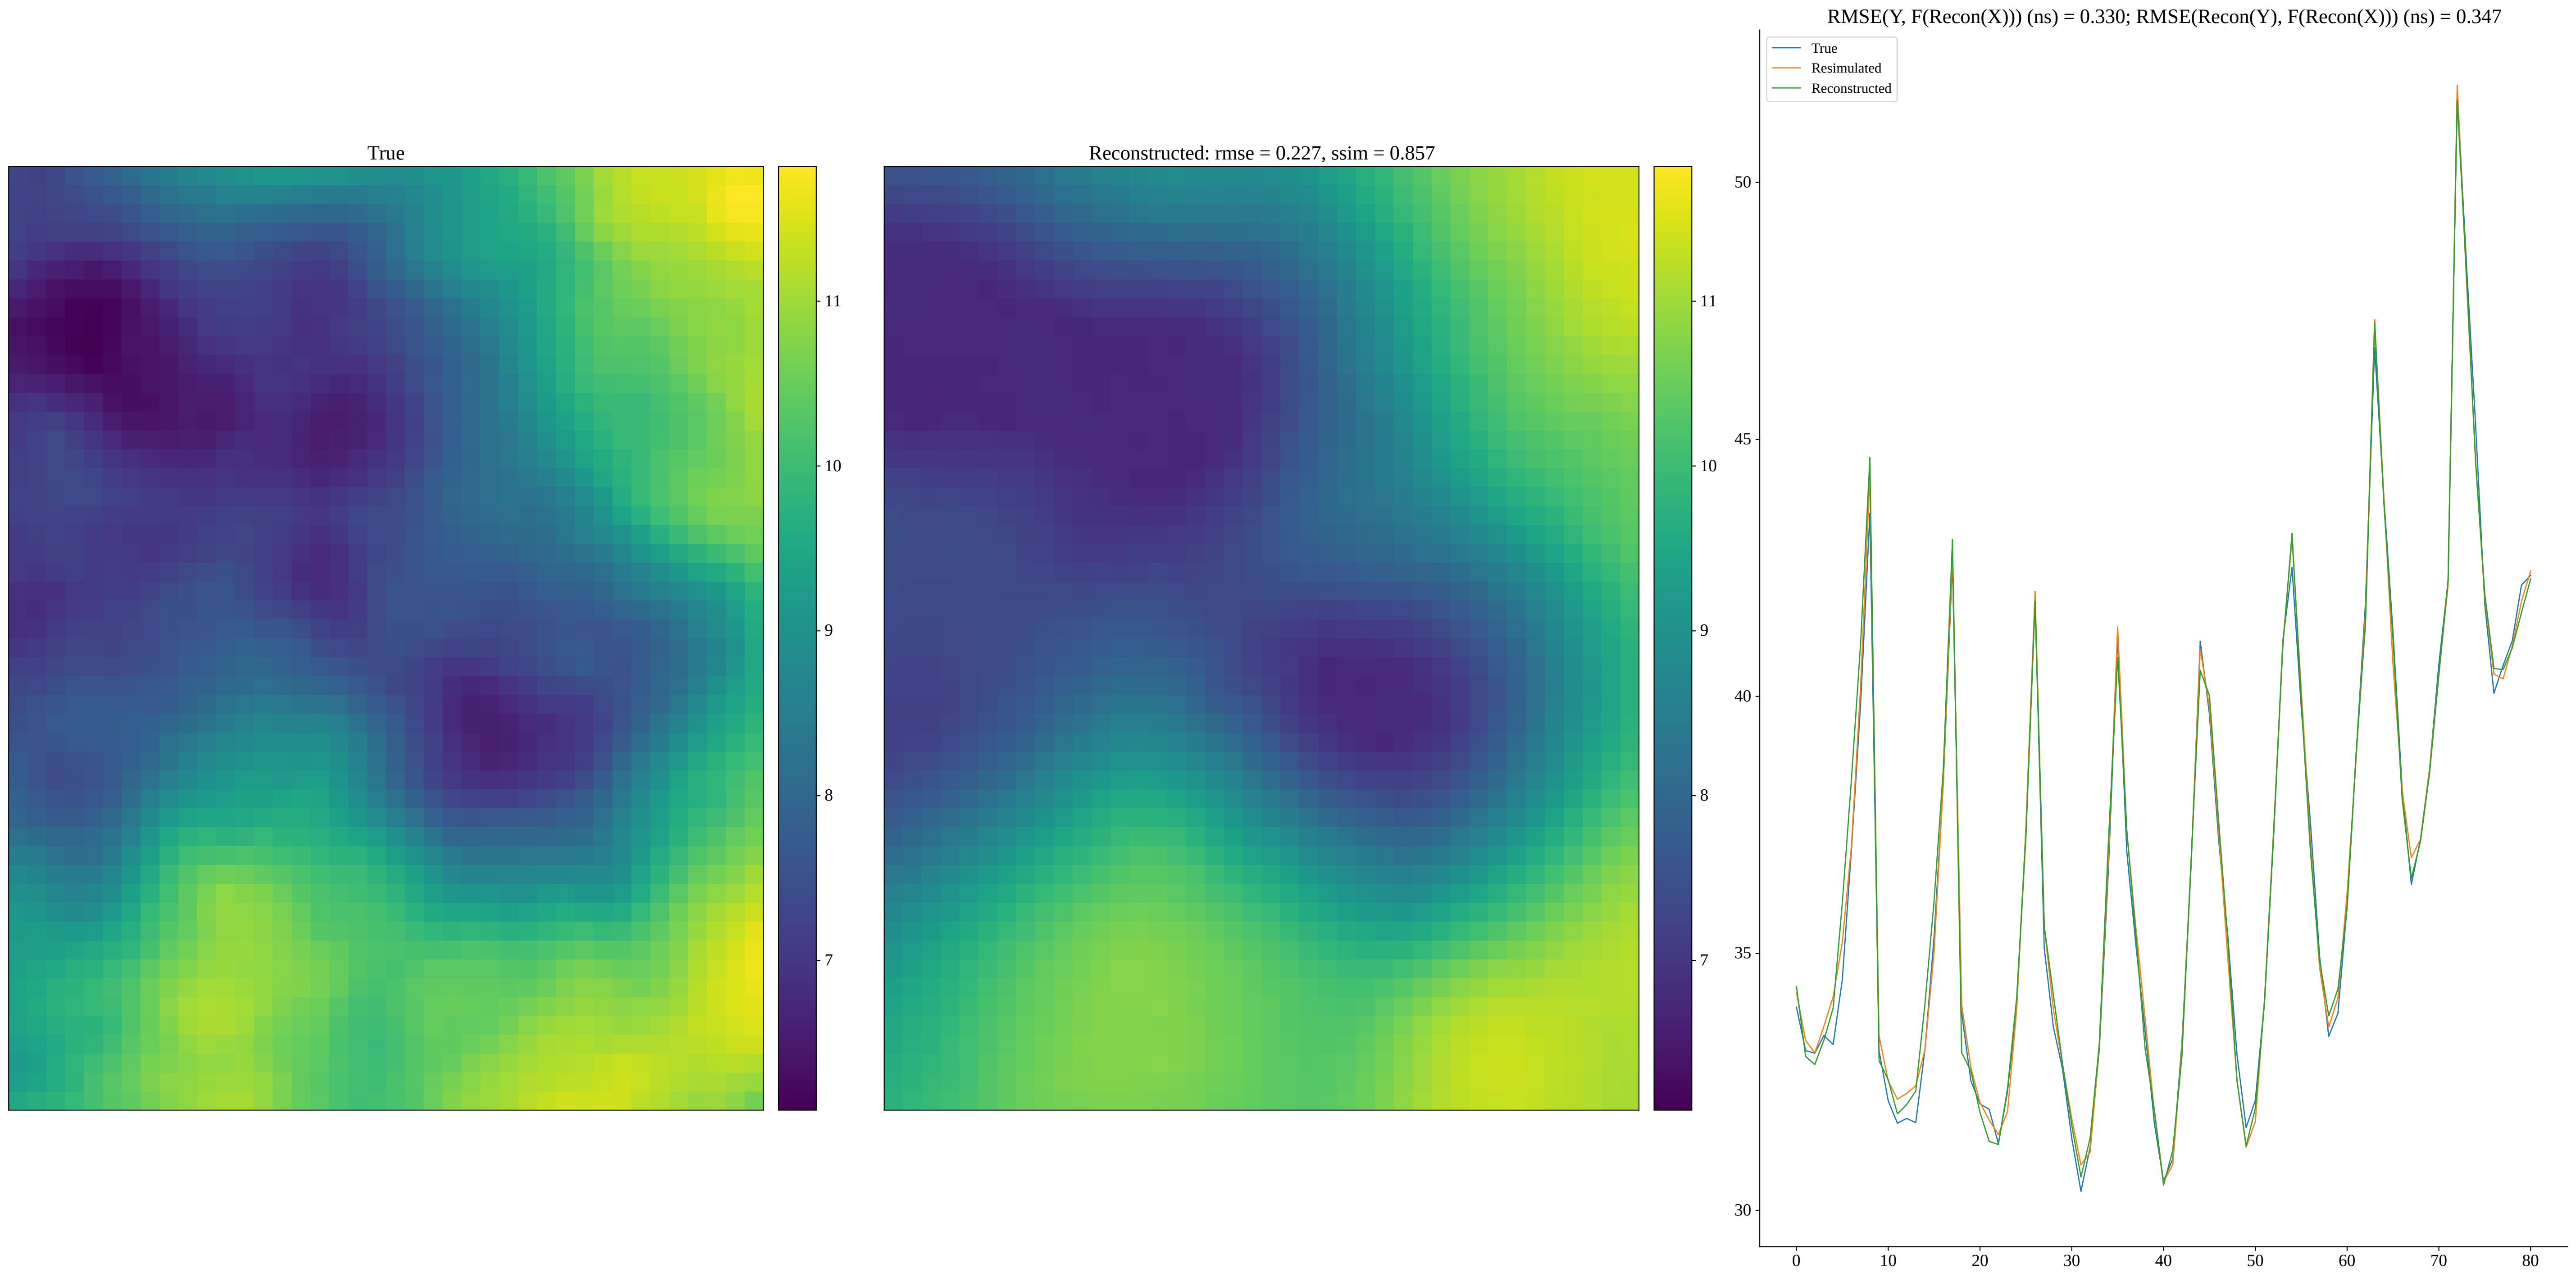 True
11
10
9
8
7
Reconstructed: rmse = 0.227, ssim = 0.857
11
10
9
8
7
RMSE(Y, F(Recon(X))) (ns) = 0.330; RMSE(Recon(Y), F(Recon(X))) (ns) = 0.347
True
Resimulated
Reconstructed
50
45
40
35
30
0 10 20 30 40 50 60 70 80